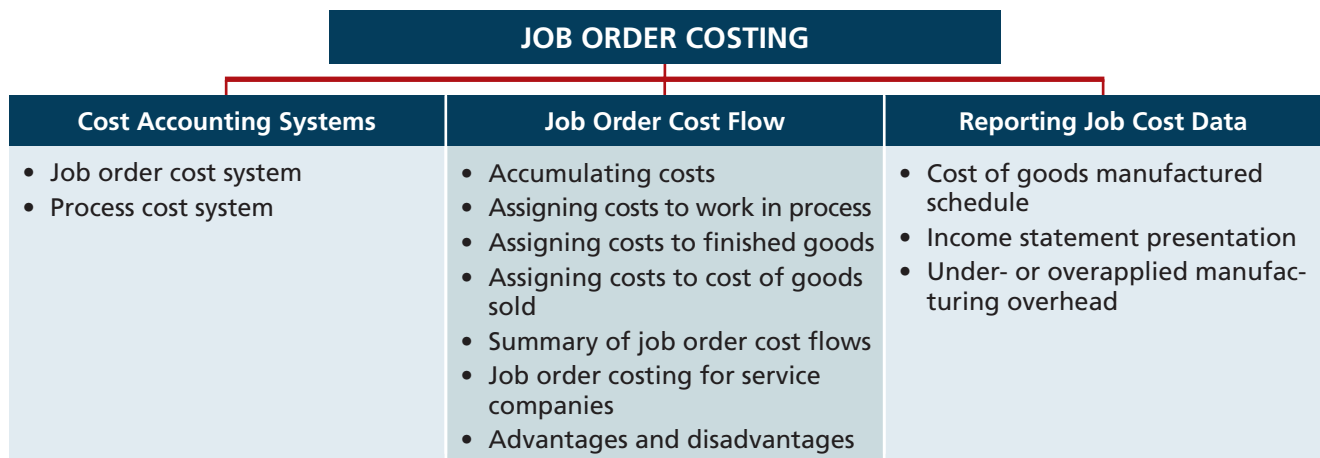 JOB ORDER COSTING
Cost Accounting Systems
• Job order cost system
• Process cost system
Job Order Cost Flow
• Accumulating costs
• Assigning costs to work in process
• Assigning costs to finished goods
• Assigning costs to cost of goods
sold
• Summary of job order cost flows
• Job order costing for service
companies
• Advantages and disadvantages
Reporting Job Cost Data
• Cost of goods manufactured
schedule
• Income statement presentation
• Under- or overapplied manufac-
turing overhead